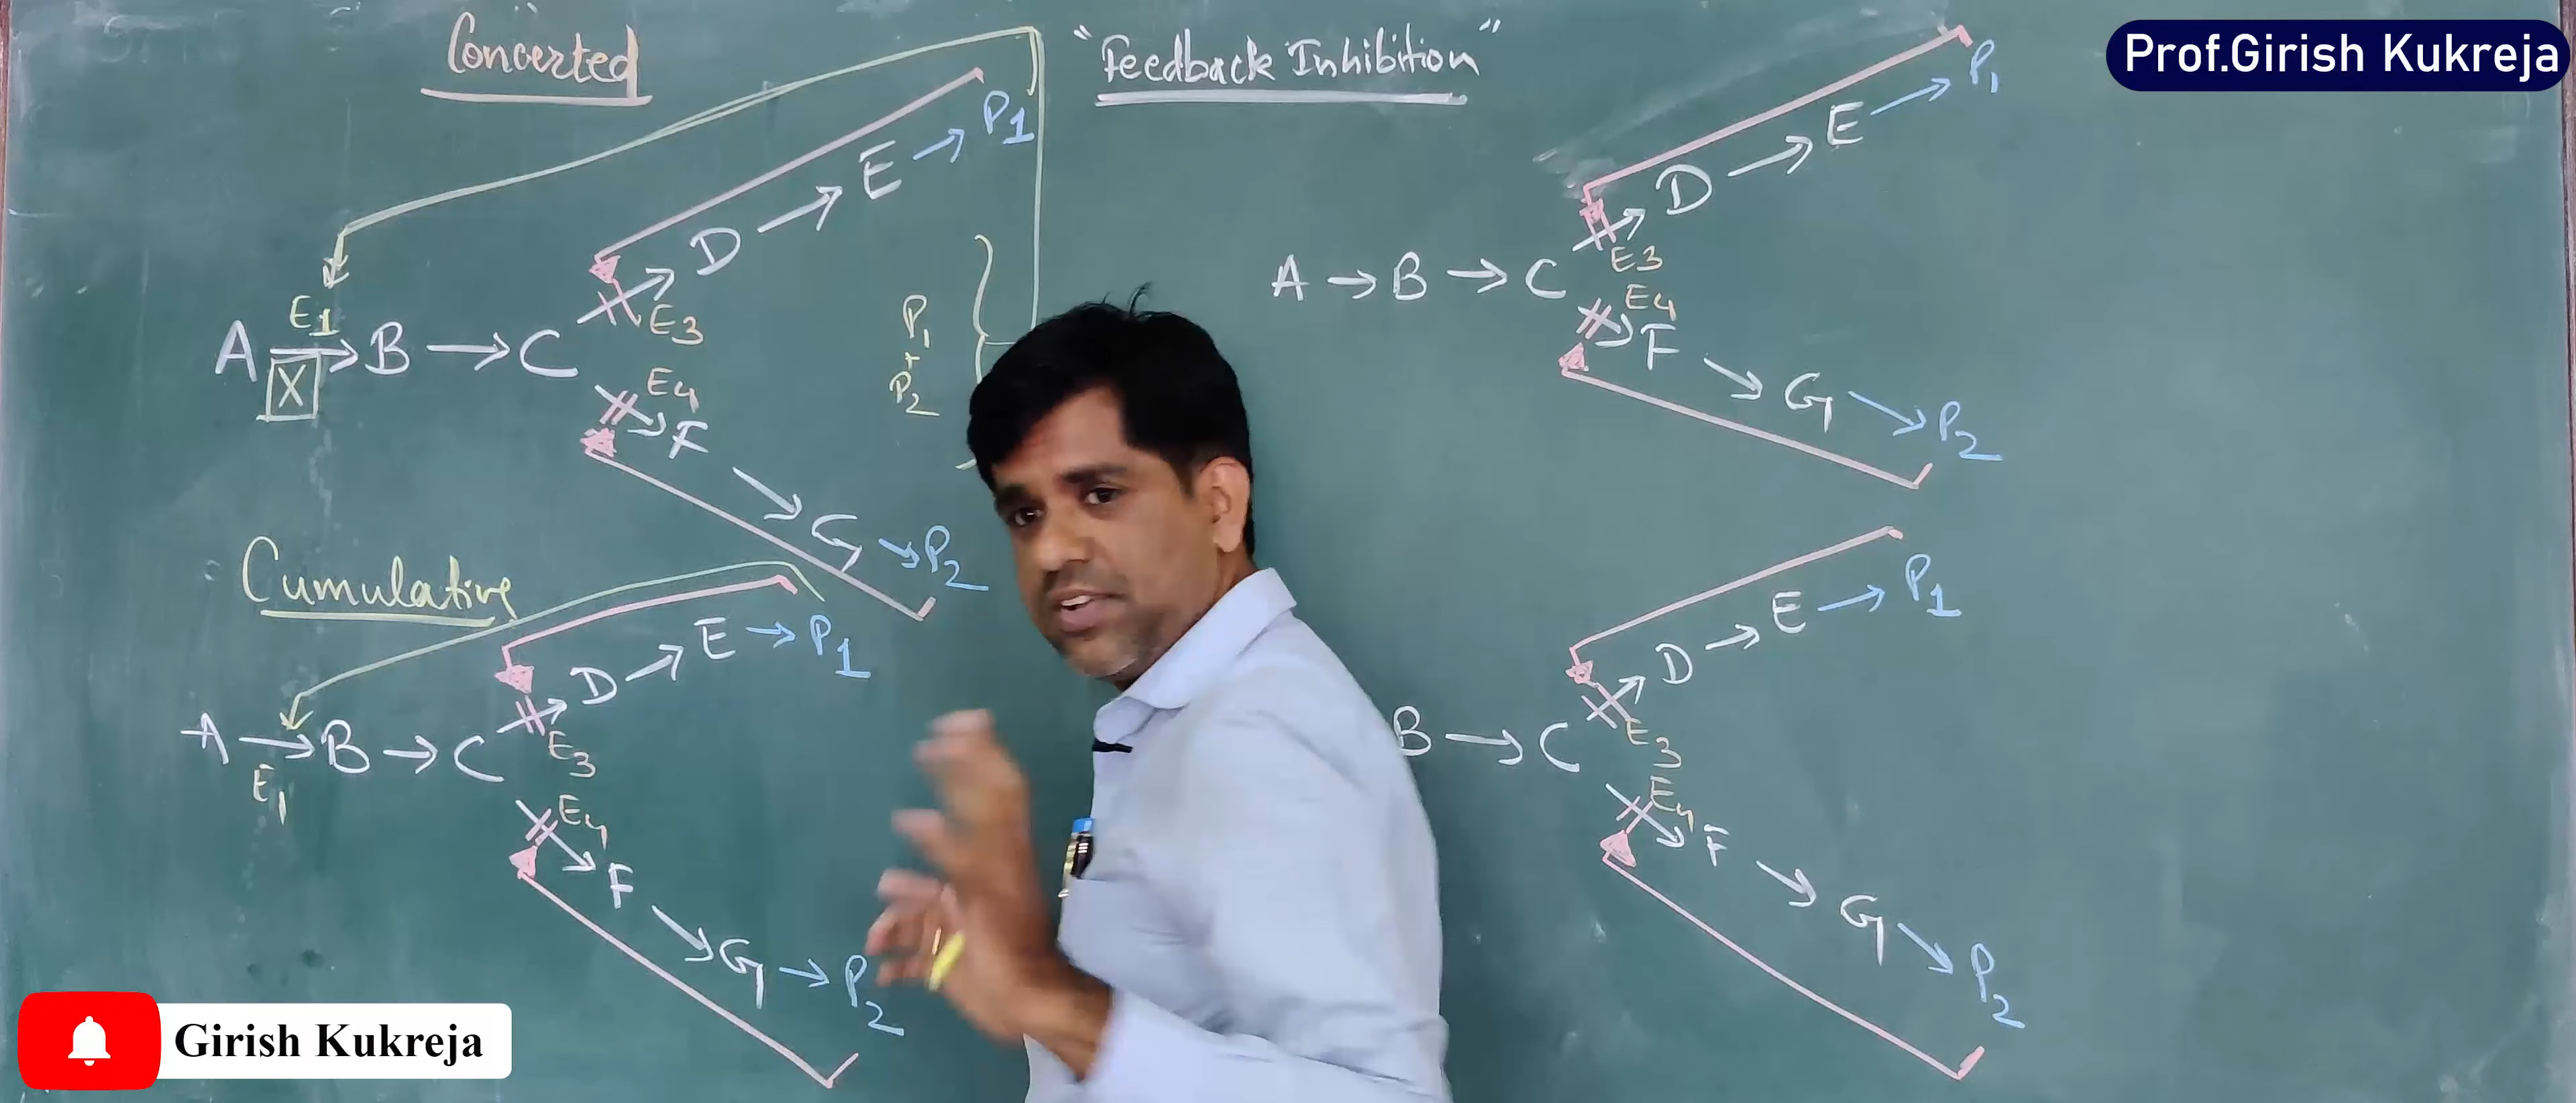 Concerted
"Feedback Inhibition"
Prof.Girish Kukreja
P1
E →
D →
E3
E1
A → B → C
X
E4
F
G → P2
P1
+
P2
P1
E →
D →
E3
A → B → C
E4
F
G
P2
Cumulative
E → P1
D
E3
A → B → C
E1
E4
F
G → P2
P1
E →
D →
E3
B → C
E4
F
G
P2
Girish Kukreja